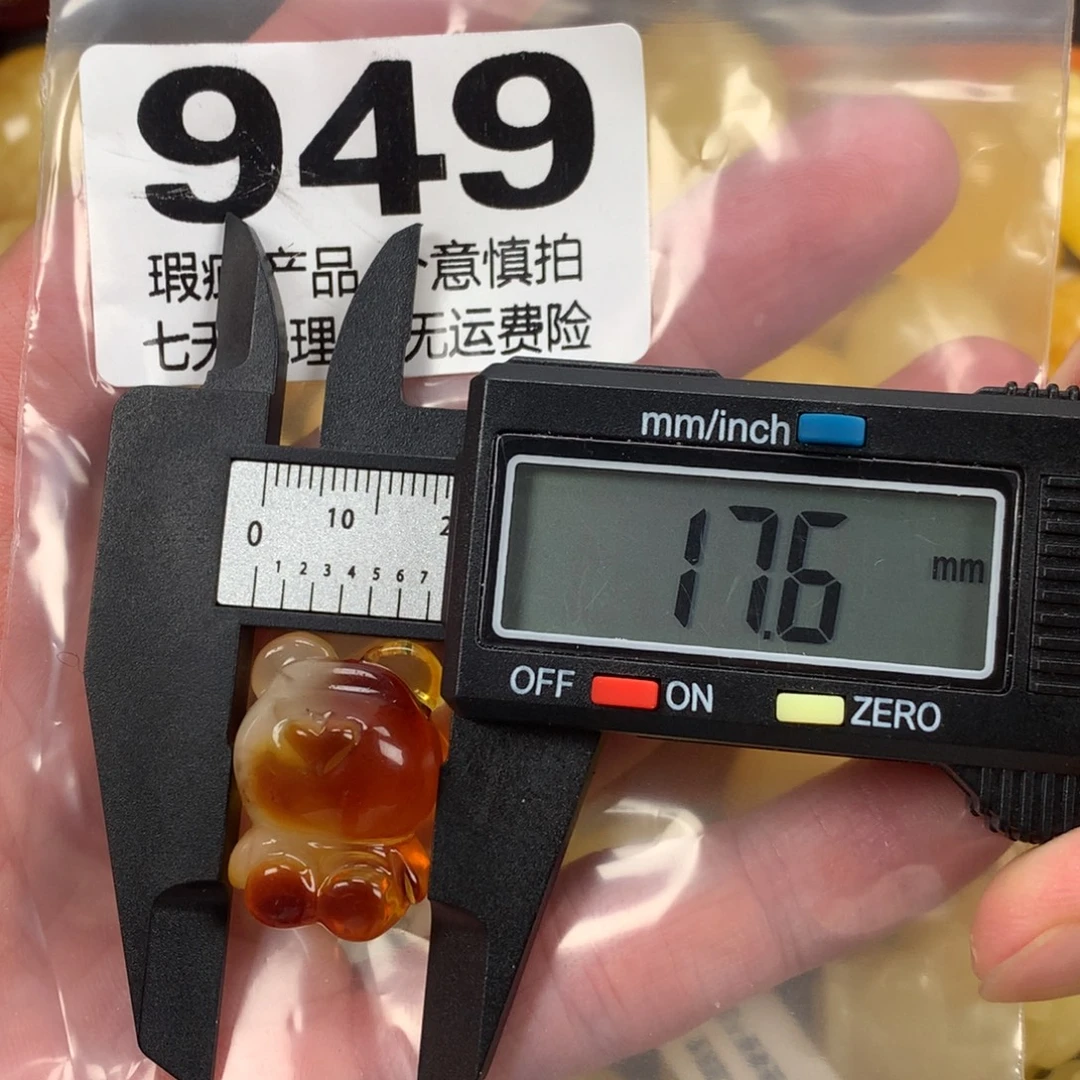 949
瑕疵产品 介意慎拍
七天理 无运费险
mm/inch
0 10 2
1 2 3 4 5 6 7
17.6 mm
OFF ON ZERO